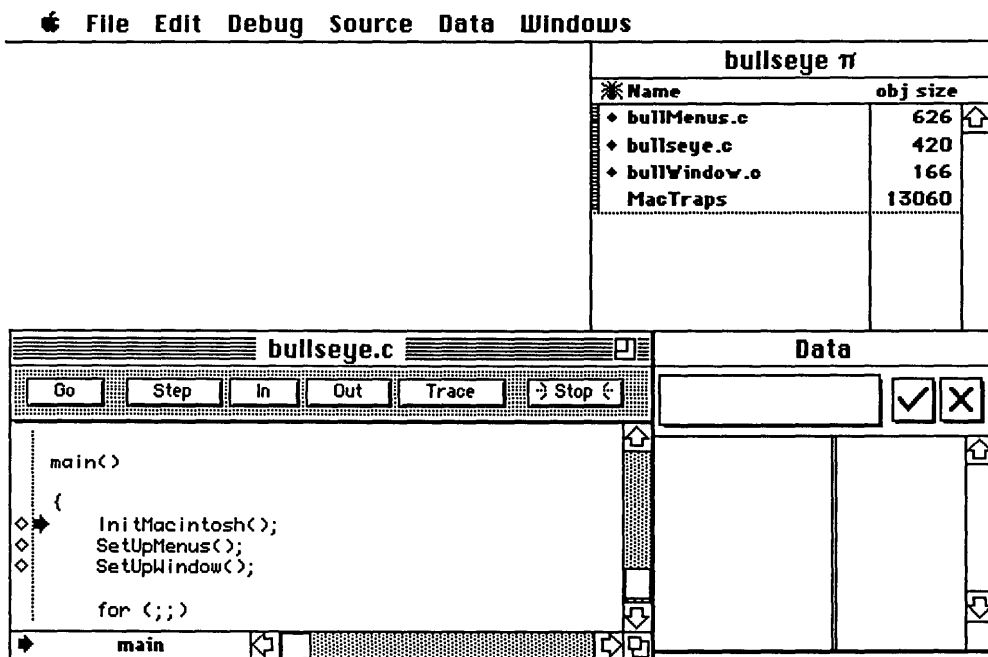 File Edit Debug Source Data Windows
bullseye π
Name obj size
bullMenus.c 626
bullseye.c 420
bullWindow.c 166
MacTraps 13060
bullseye.c
Go Step In Out Trace Stop
main()
{
InitMacintosh();
SetUpMenus();
SetUpWindow();
for (;;)
main
Data